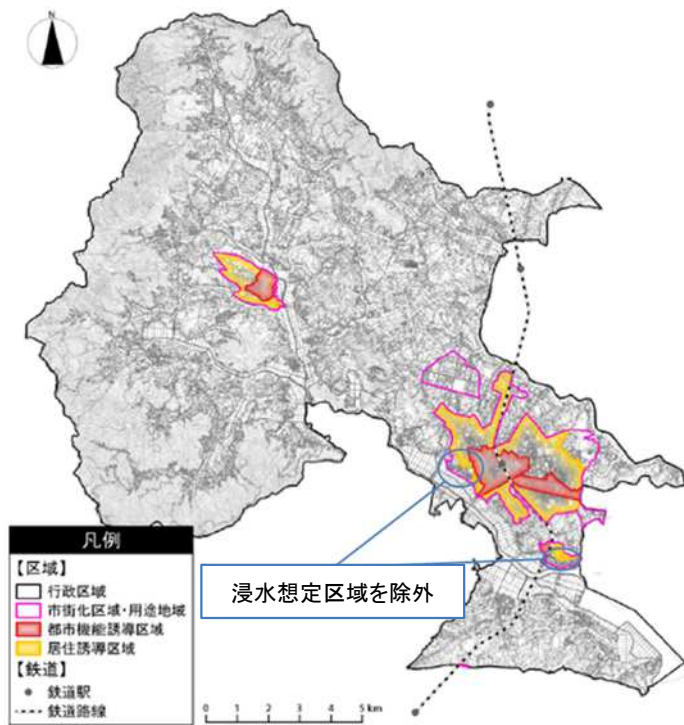 N
浸水想定区域を除外
凡例
【区域】
行政区域
市街化区域・用途地域
都市機能誘導区域
居住誘導区域
【鉄道】
鉄道駅
鉄道路線
0 1 2 3 4 5 km